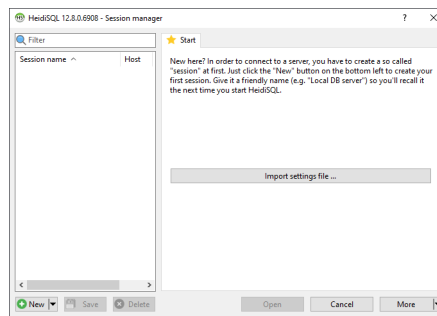 HeidiSQL 12.8.0.6908 - Session manager
Filter
Session name
Host
Start
New here? In order to connect to a server, you have to create a so called
"session" at first. Just click the "New" button on the bottom left to create your
first session. Give it a friendly name (e.g. "Local DB server") so you'll recall it
the next time you start HeidiSQL.
Import settings file ...
New
Save
Delete
Open
Cancel
More